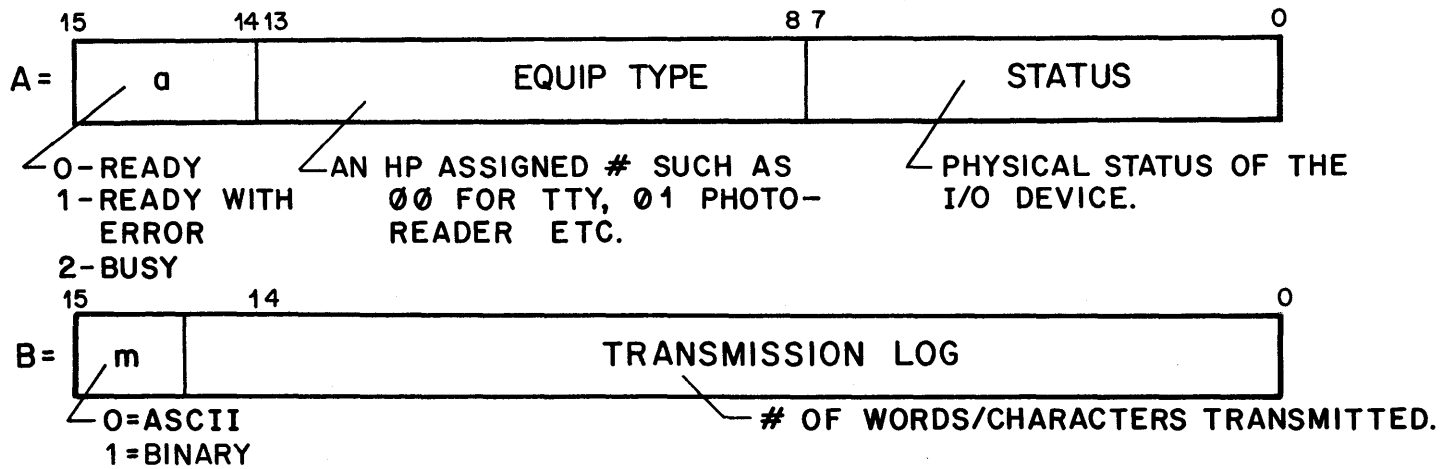 15 14 13 8 7 0
A= a EQUIP TYPE STATUS
0-READY AN HP ASSIGNED # SUCH AS PHYSICAL STATUS OF THE
1-READY WITH ØØ FOR TTY, Ø1 PHOTO- I/O DEVICE.
ERROR READER ETC.
2-BUSY
15 14 0
B= m TRANSMISSION LOG
0=ASCII # OF WORDS/CHARACTERS TRANSMITTED.
1=BINARY